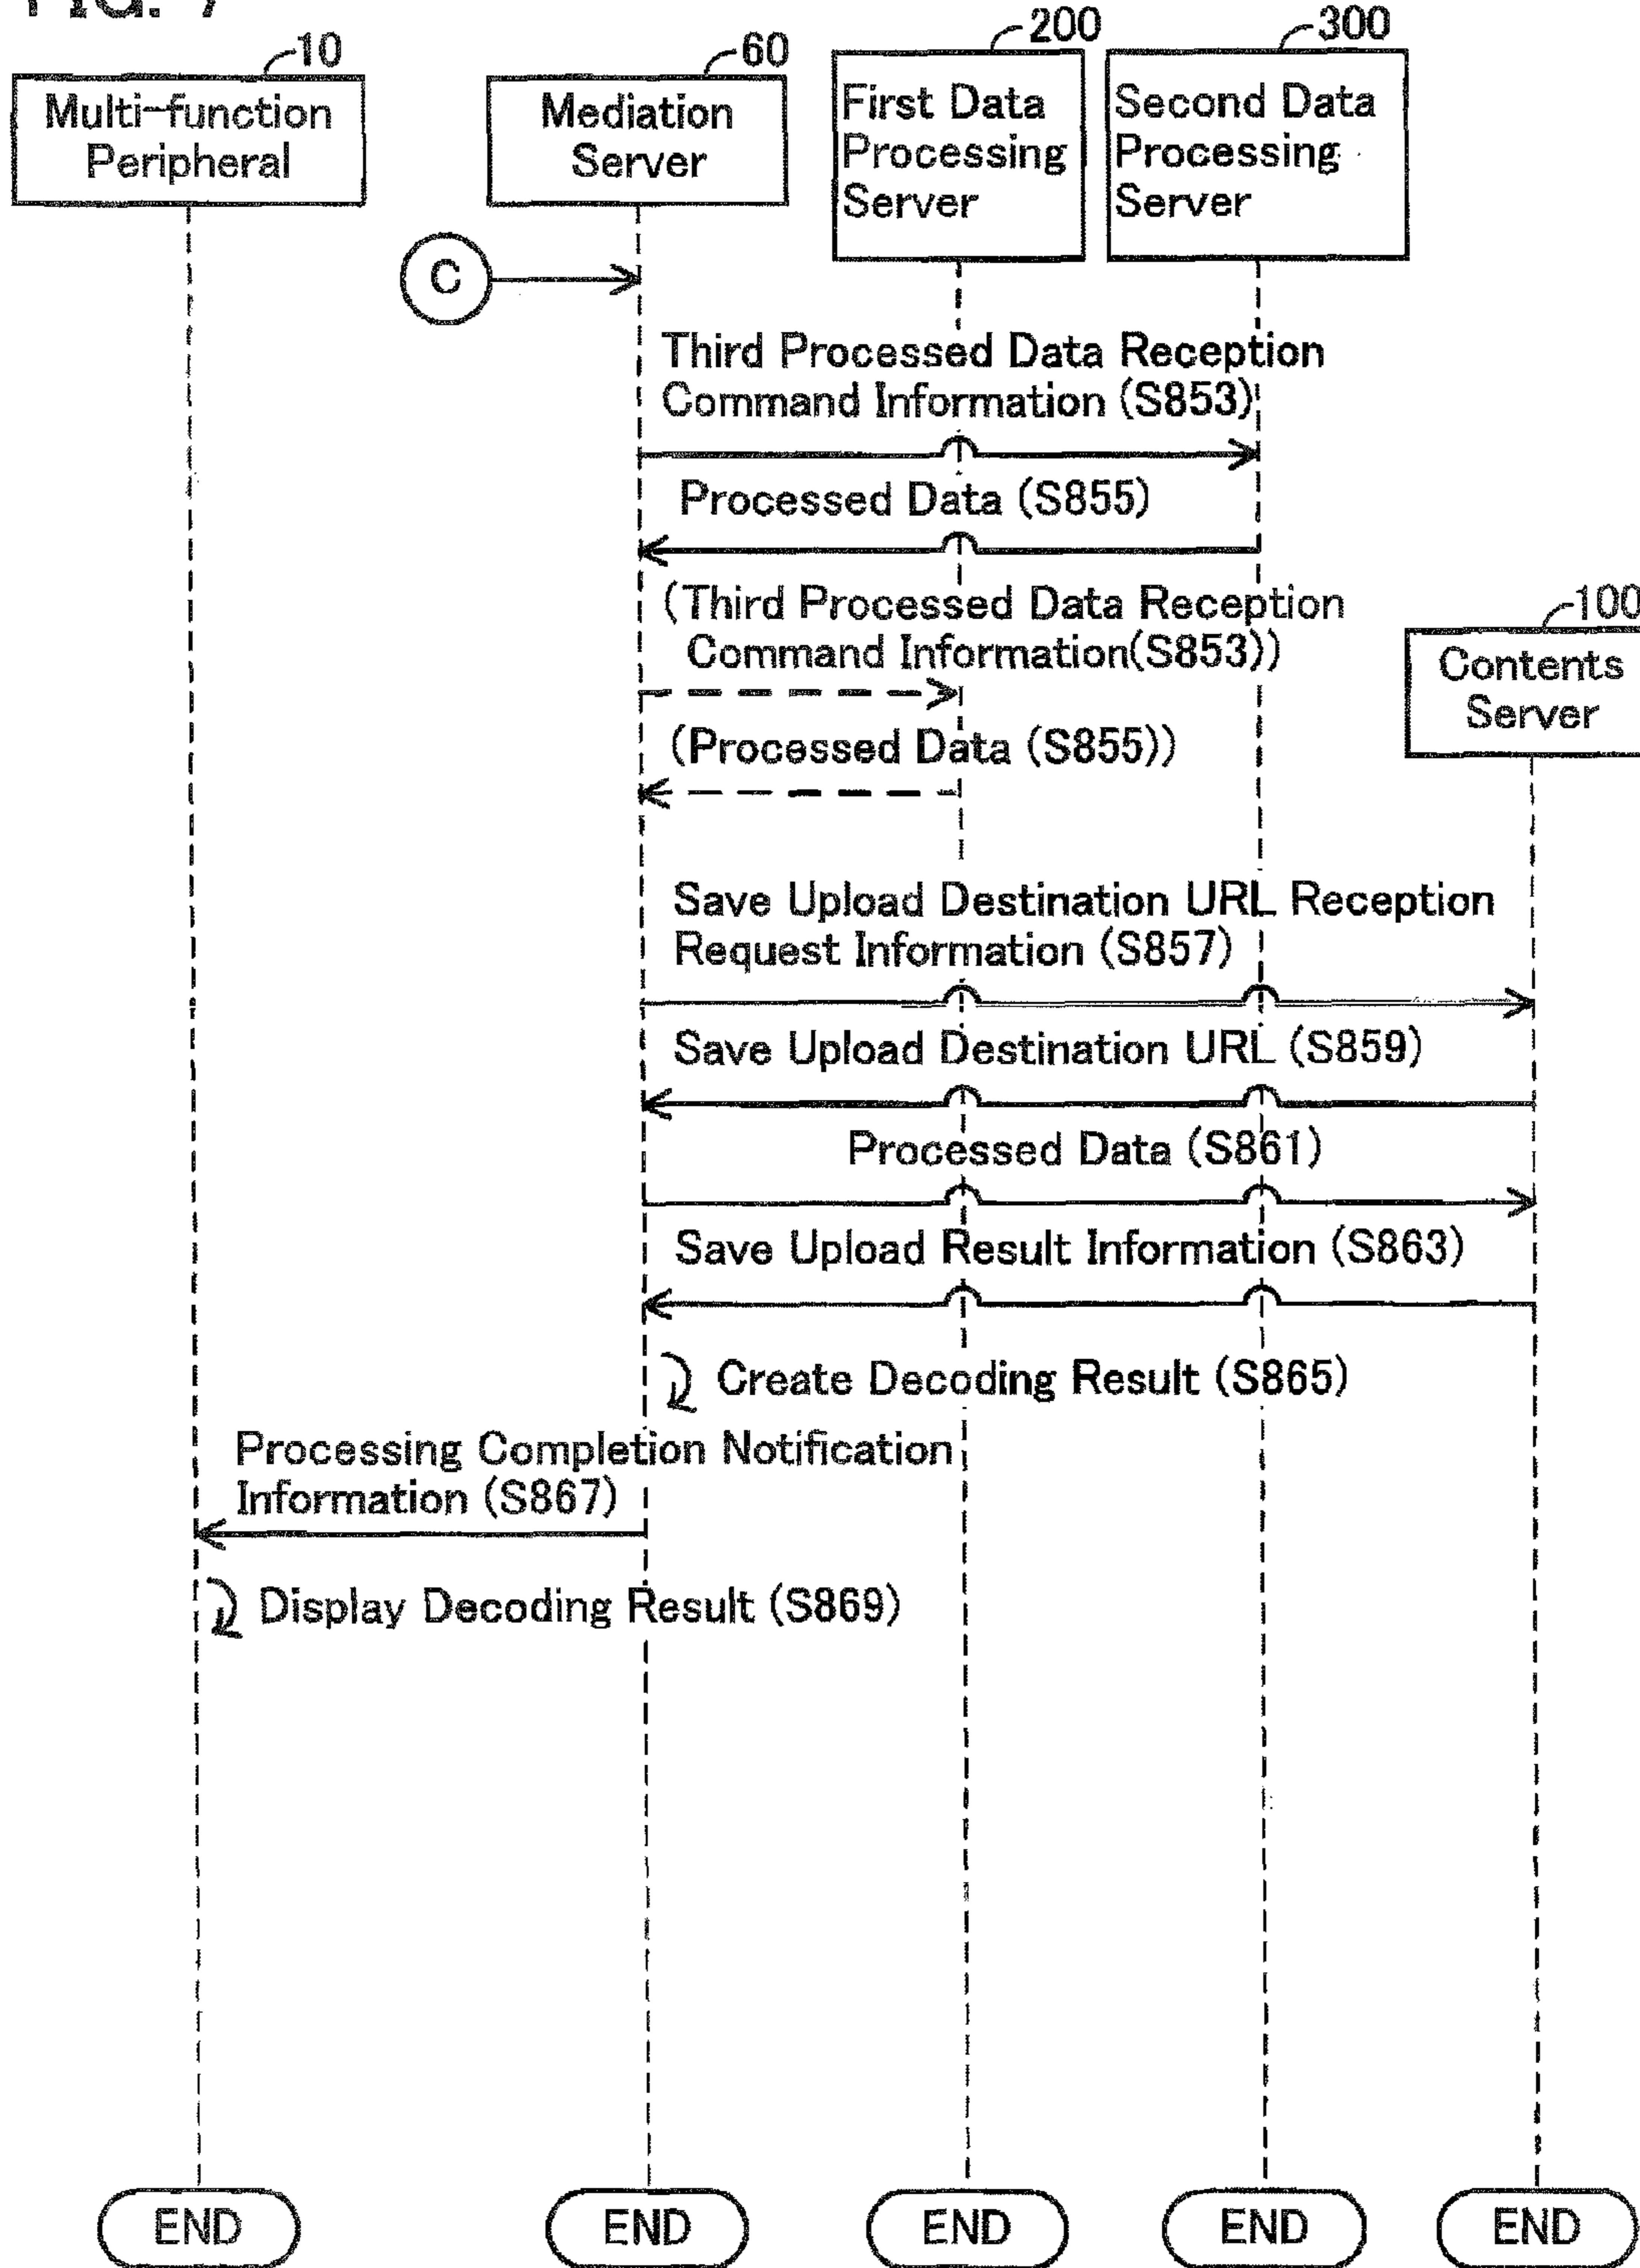 FIG. 7
10
60
200
300
Multi-function
Peripheral
Mediation
Server
First Data
Processing
Server
Second Data
Processing
Server
C
Third Processed Data Reception
Command Information (S853)
Processed Data (S855)
(Third Processed Data Reception
Command Information(S853))
100
Contents
Server
(Processed Data (S855))
Save Upload Destination URL Reception
Request Information (S857)
Save Upload Destination URL (S859)
Processed Data (S861)
Save Upload Result Information (S863)
Create Decoding Result (S865)
Processing Completion Notification
Information (S867)
Display Decoding Result (S869)
END
END
END
END
END